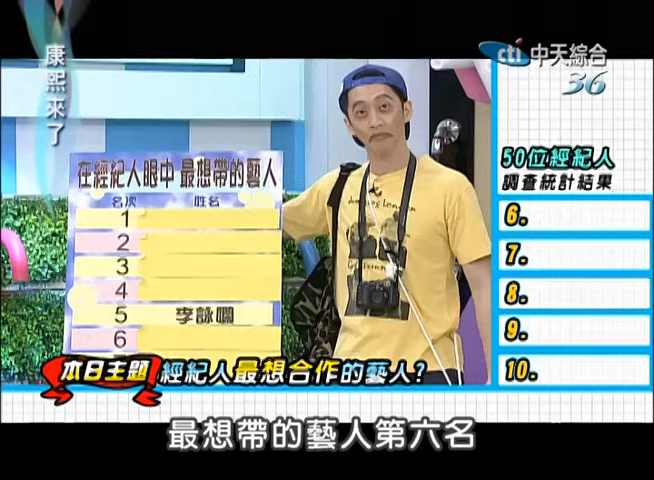 康熙來了
cti 中天綜合
36
在經紀人眼中 最想帶的藝人
名次 姓名
1
2
3
4
5 李詠嫻
6
50位經紀人
調查統計結果
6.
7.
8.
9.
10.
本日主題 經紀人最想合作的藝人?
最想帶的藝人第六名